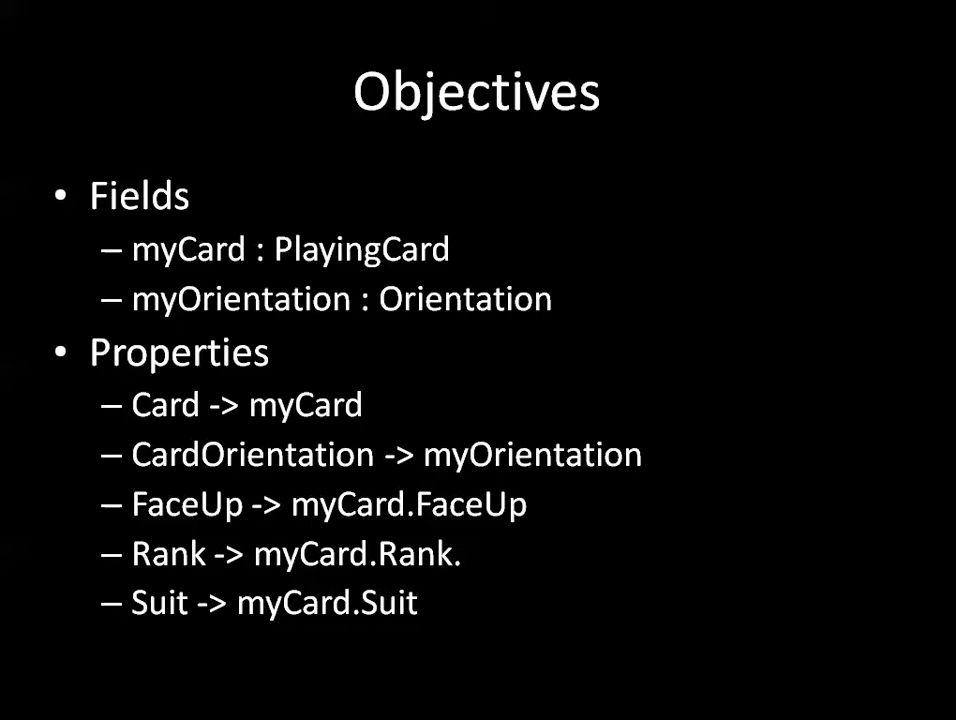 Objectives
• Fields
– myCard : PlayingCard
– myOrientation : Orientation
• Properties
– Card -> myCard
– CardOrientation -> myOrientation
– FaceUp -> myCard.FaceUp
– Rank -> myCard.Rank.
– Suit -> myCard.Suit